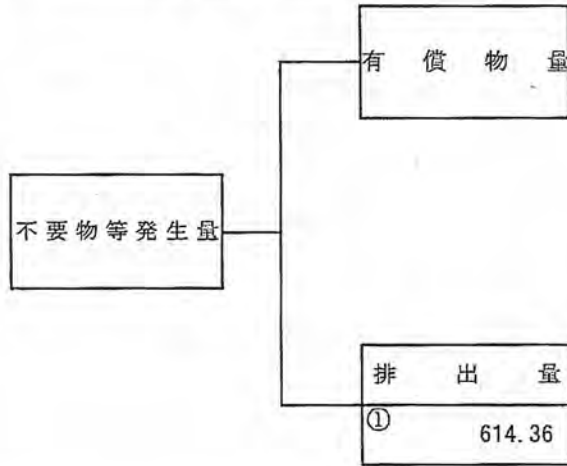 有償物量
不要物等発生量
排出量
①
614.36